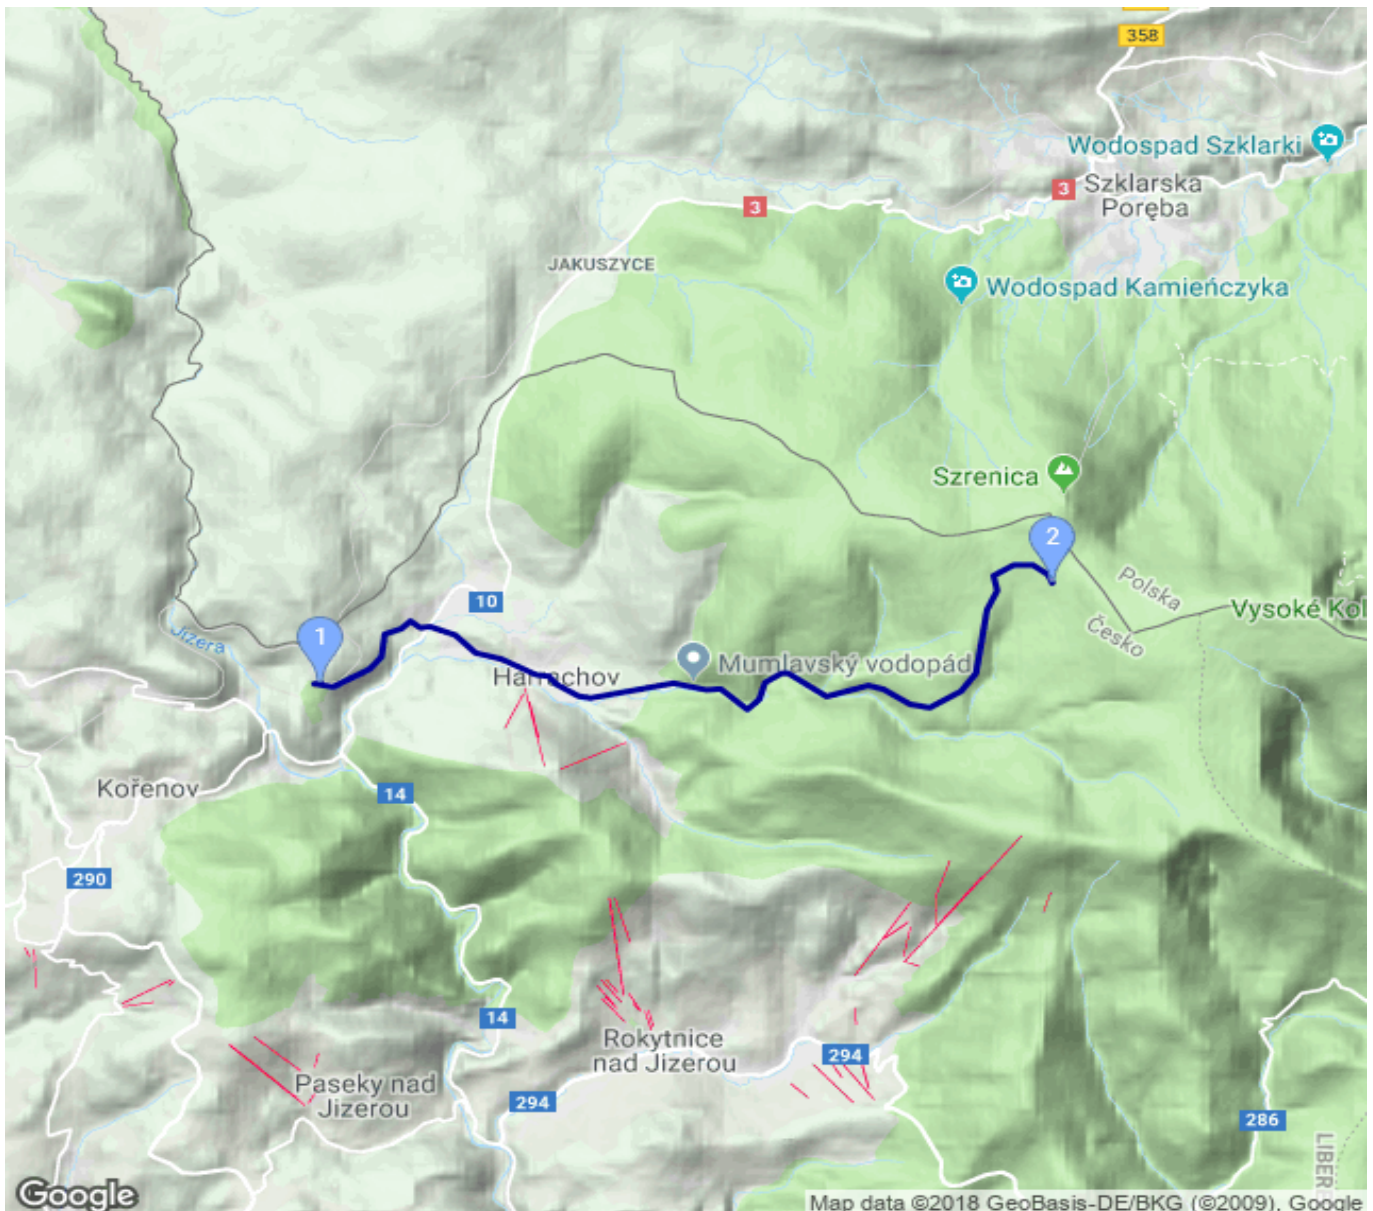 358
Wodospad Szklarki
3
3
Szklarska
Poręba
JAKUSZYCE
Wodospad Kamieńczyka
Szrenica
2
Polska
Česko
Vysoké Kol
10
1
Jizera
Mumlavský vodopád
Harrachov
Kořenov
14
290
14
Rokytnice
nad Jizerou
294
Paseky nad
Jizerou
294
286
LIBERE
Google
Map data ©2018 GeoBasis-DE/BKG (©2009), Google